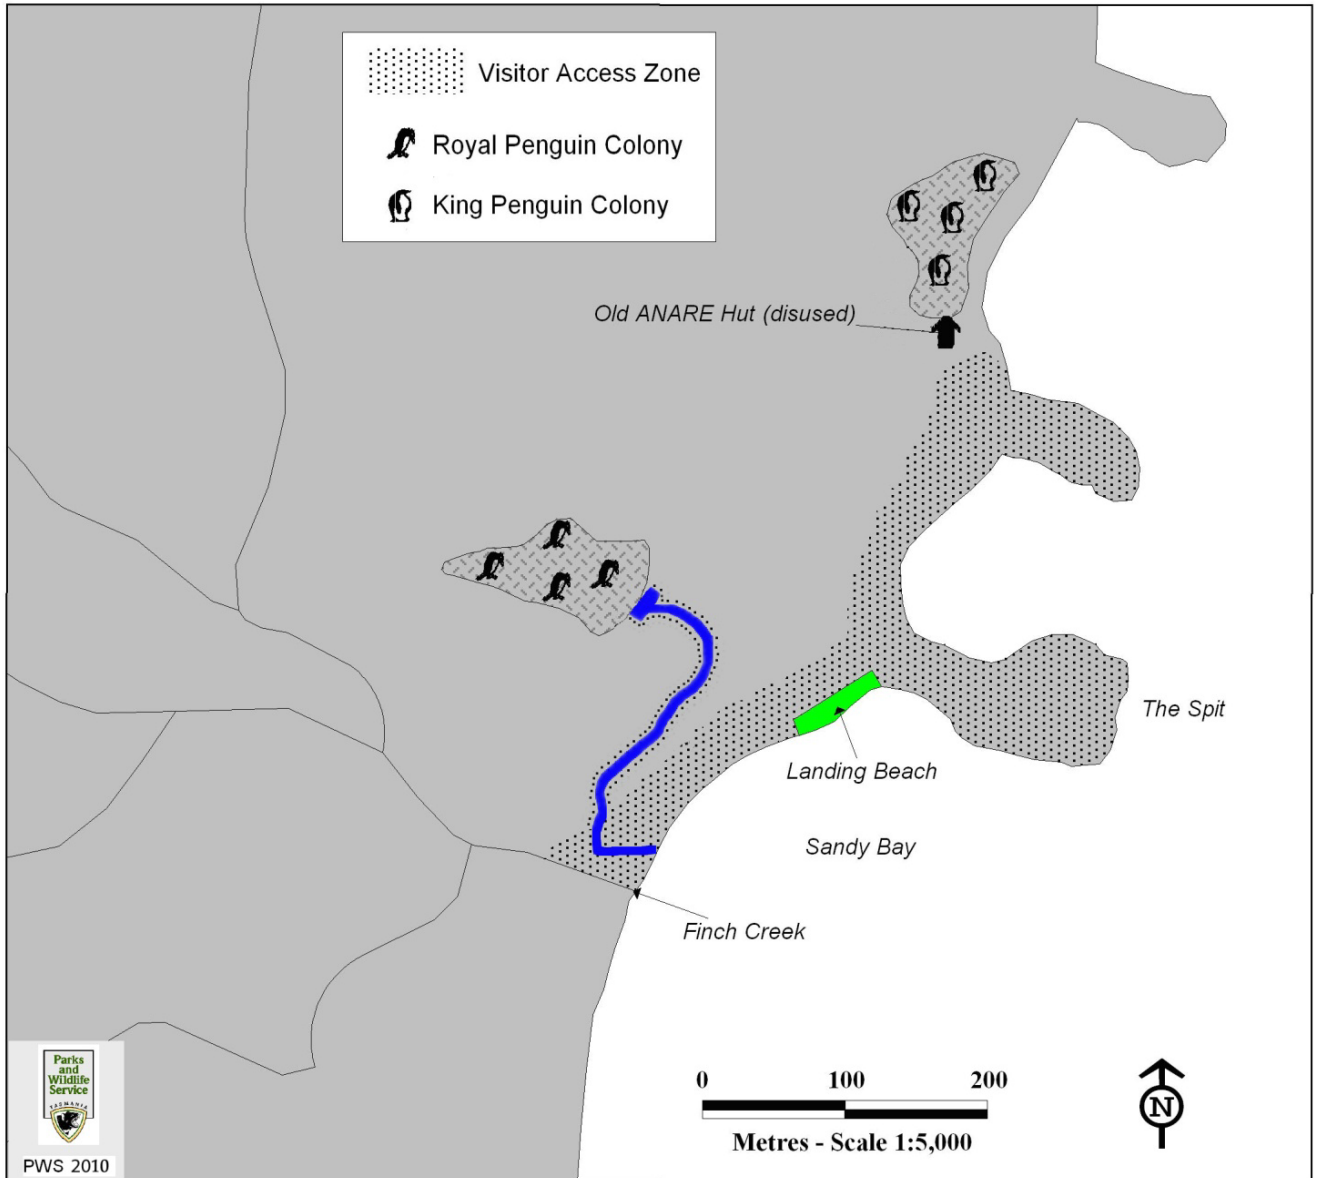 Visitor Access Zone
Royal Penguin Colony
King Penguin Colony
Old ANARE Hut (disused)
The Spit
Landing Beach
Sandy Bay
Finch Creek
0 100 200
Metres - Scale 1:5,000
N
Parks
and
Wildlife
Service
TASMANIA
PWS 2010